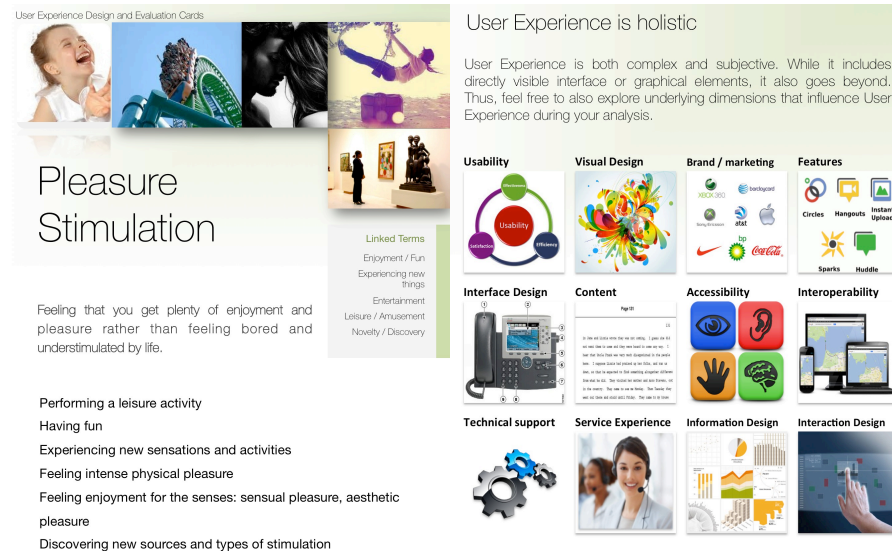 User Experience Design and Evaluation Cards
Pleasure
Stimulation
Linked Terms
Enjoyment / Fun
Experiencing new
things
Entertainment
Leisure / Amusement
Novelty / Discovery
Feeling that you get plenty of enjoyment and
pleasure rather than feeling bored and
understimulated by life.
Performing a leisure activity
Having fun
Experiencing new sensations and activities
Feeling intense physical pleasure
Feeling enjoyment for the senses: sensual pleasure, aesthetic
pleasure
Discovering new sources and types of stimulation
User Experience is holistic
User Experience is both complex and subjective. While it includes
directly visible interface or graphical elements, it also goes beyond.
Thus, feel free to also explore underlying dimensions that influence User
Experience during your analysis.
Usability
Visual Design
Brand / marketing
Features
Effectiveness
Usability
Satisfaction
Efficiency
XBOX 360
barclaycard
Sony Ericsson
at&t
bp
Coca-Cola
Circles
Hangouts
Instant
Upload
Sparks
Huddle
Interface Design
Content
Accessibility
Interoperability
Page 137
Technical support
Service Experience
Information Design
Interaction Design